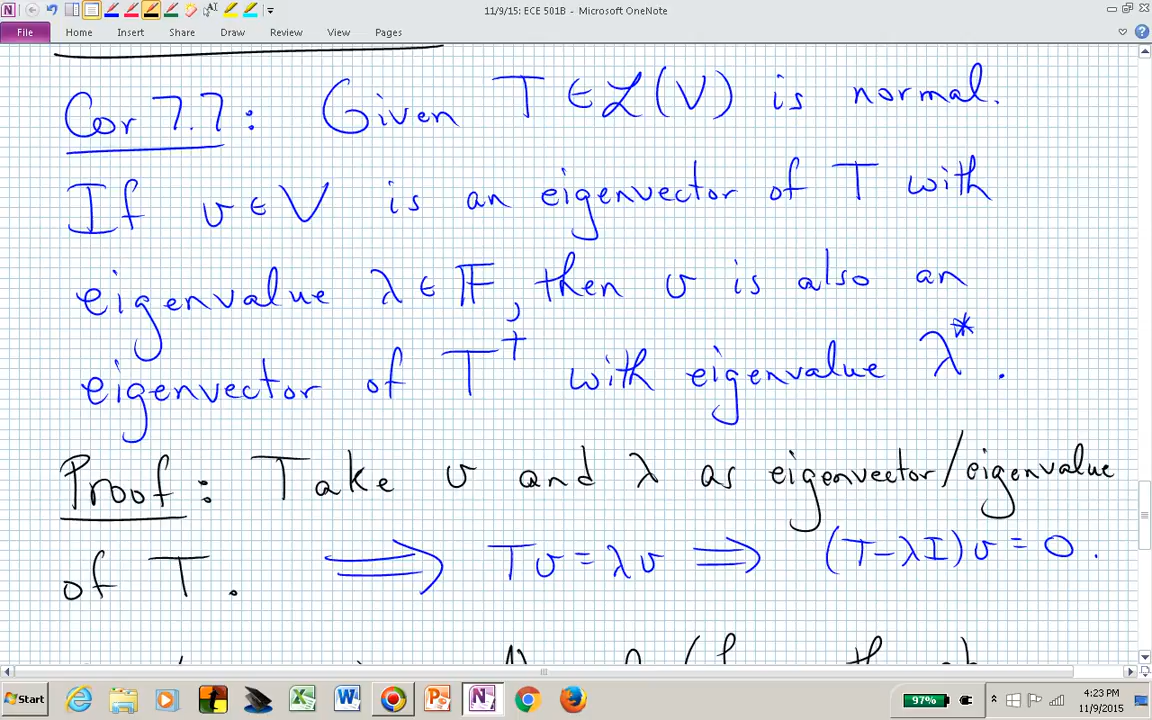 11/9/15: ECE 501B - Microsoft OneNote
File Home Insert Share Draw Review View Pages
Cor 7.7: Given T ∈ ℒ(V) is normal.
If v ∈ V is an eigenvector of T with
eigenvalue λ ∈ 𝔽, then v is also an
eigenvector of T† with eigenvalue λ*.
Proof: Take v and λ as eigenvector/eigenvalue
of T. ⟹ Tv = λv ⟹ (T-λI)v = 0.
Start 97% 4:23 PM
11/9/2015